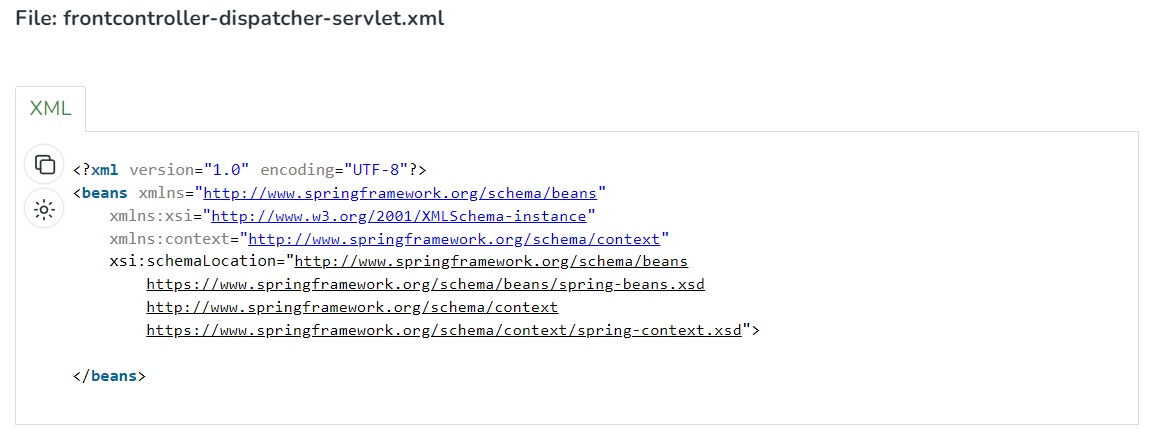 File: frontcontroller-dispatcher-servlet.xml
XML
<?xml version="1.0" encoding="UTF-8"?>
<beans xmlns="http://www.springframework.org/schema/beans"
    xmlns:xsi="http://www.w3.org/2001/XMLSchema-instance"
    xmlns:context="http://www.springframework.org/schema/context"
    xsi:schemaLocation="http://www.springframework.org/schema/beans
        https://www.springframework.org/schema/beans/spring-beans.xsd
        http://www.springframework.org/schema/context
        https://www.springframework.org/schema/context/spring-context.xsd">
</beans>